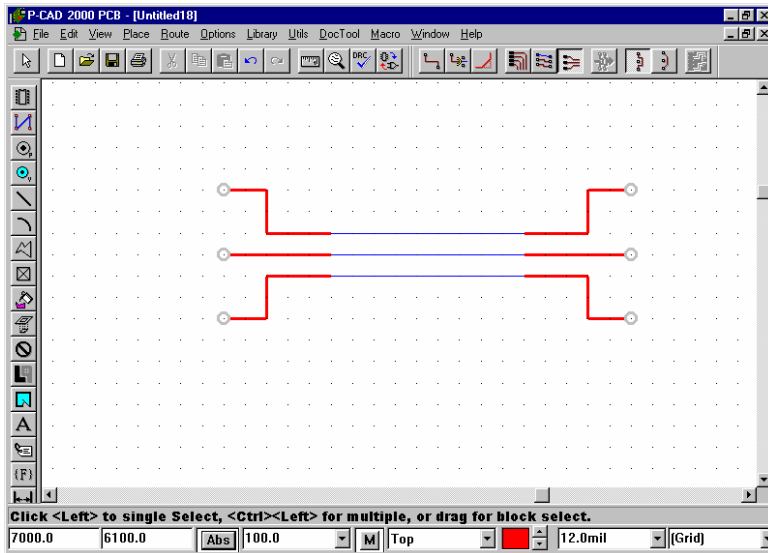 P-CAD 2000 PCB - [Untitled18]
File Edit View Place Route Options Library Utils DocTool Macro Window Help
DRC
P
V
A
{F}
Click <Left> to single Select, <Ctrl><Left> for multiple, or drag for block select.
7000.0 6100.0 Abs 100.0 M Top 12.0mil (Grid)